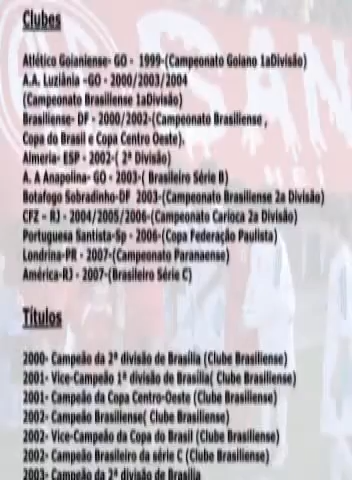 Clubes
Atlético Goianiense- GO - 1999-(Campeonato Goiano 1aDivisão)
A.A. Luziânia -GO - 2000/2003/2004
(Campeonato Brasiliense 1aDivisão)
Brasiliense- DF - 2000/2002-(Campeonato Brasiliense ,
Copa do Brasil e Copa Centro Oeste).
Almeria- ESP - 2002-( 2ª Divisão)
A. A Anapolina- GO - 2003-( Brasileiro Série B)
Botafogo Sobradinho-DF 2003-(Campeonato Brasiliense 2a Divisão)
CFZ - RJ - 2004/2005/2006-(Campeonato Carioca 2a Divisão)
Portuguesa Santista-Sp - 2006-(Copa Federação Paulista)
Londrina-PR - 2007-(Campeonato Paranaense)
América-RJ - 2007-(Brasileiro Série C)
Títulos
2000- Campeão da 2ª divisão de Brasília (Clube Brasiliense)
2001- Vice-Campeão 1ª divisão de Brasília( Clube Brasiliense)
2001- Campeão da Copa Centro-Oeste (Clube Brasiliense)
2002- Campeão Brasiliense( Clube Brasiliense)
2002- Vice-Campeão da Copa do Brasil (Clube Brasiliense)
2002- Campeão Brasileiro da série C (Clube Brasiliense)
2003- Campeão da 2ª divisão de Brasília